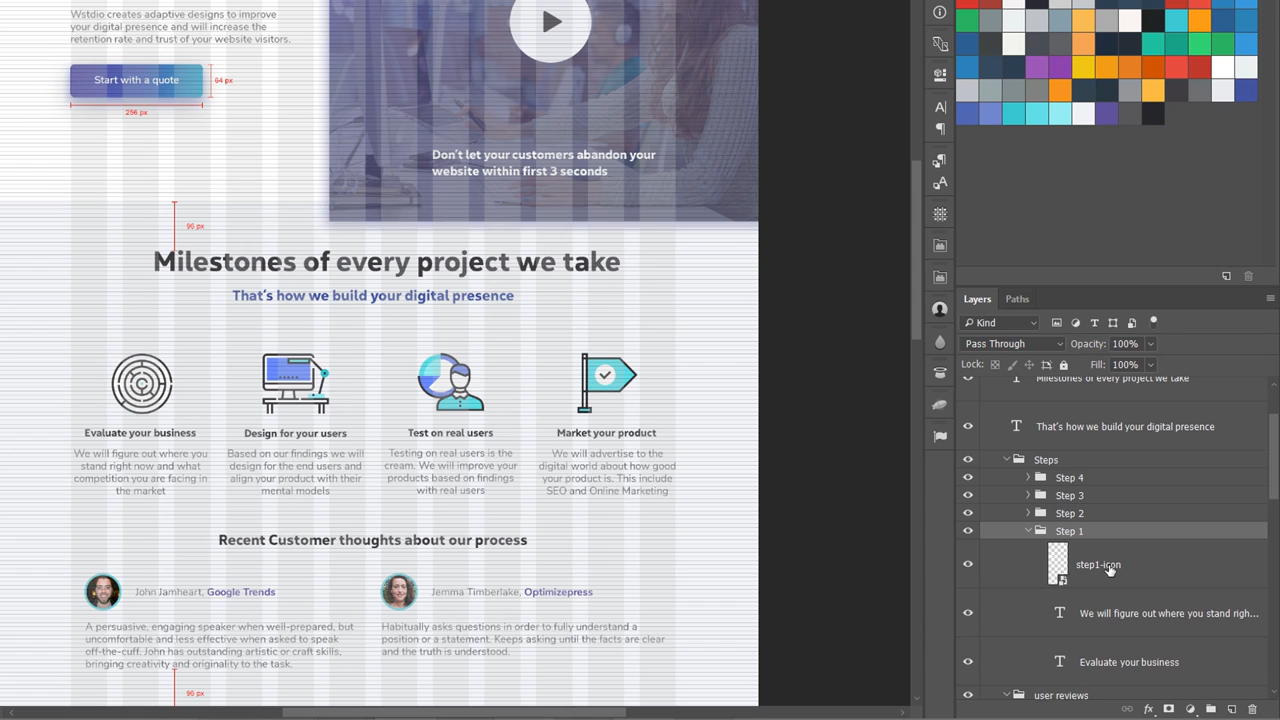 Wstdio creates adaptive designs to improve
your digital presence and will increase the
retention rate and trust of your website visitors.
Start with a quote
64 px
256 px
Don't let your customers abandon your
website within first 3 seconds
96 px
Milestones of every project we take
That's how we build your digital presence
Evaluate your business
We will figure out where you
stand right now and what
competition you are facing in
the market
Design for your users
Based on our findings we will
design for the end users and
align your product with their
mental models
Test on real users
Testing on real users is the
cream. We will improve your
products based on findings
with real users
Market your product
We will advertise to the
digital world about how good
your product is. This include
SEO and Online Marketing
Recent Customer thoughts about our process
John Jamheart, Google Trends
A persuasive, engaging speaker when well-prepared, but
uncomfortable and less effective when asked to speak
off-the-cuff. John has outstanding artistic or craft skills,
bringing creativity and originality to the task.
Jemma Timberlake, Optimizepress
Habitually asks questions in order to fully understand a
position or a statement. Keeps asking until the facts are clear
and the truth is understood.
96 px
Layers Paths
Kind
Pass Through Opacity: 100%
Lock: Fill: 100%
Milestones of every project we take
That's how we build your digital presence
Steps
Step 4
Step 3
Step 2
Step 1
step1-icon
We will figure out where you stand righ...
Evaluate your business
user reviews